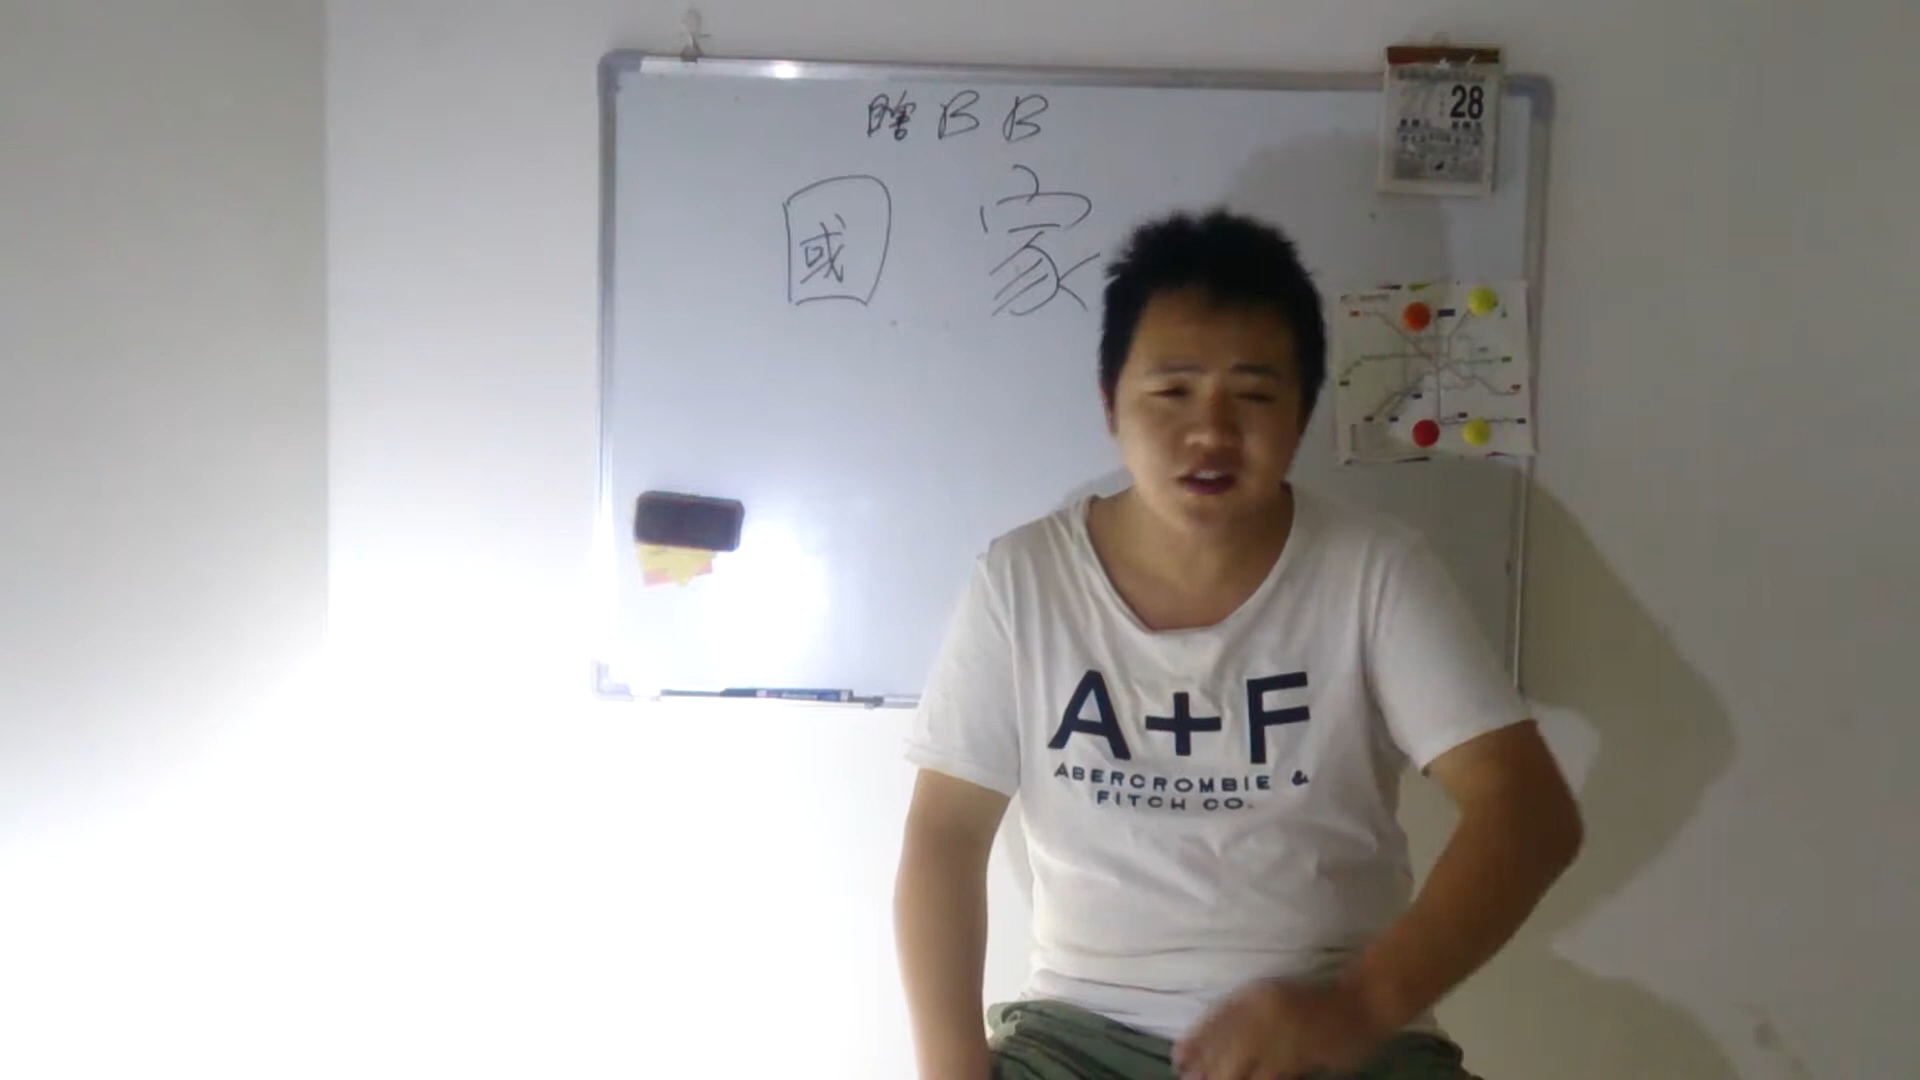 瞎BB
國家
28
A+F
ABERCROMBIE &
FITCH CO.